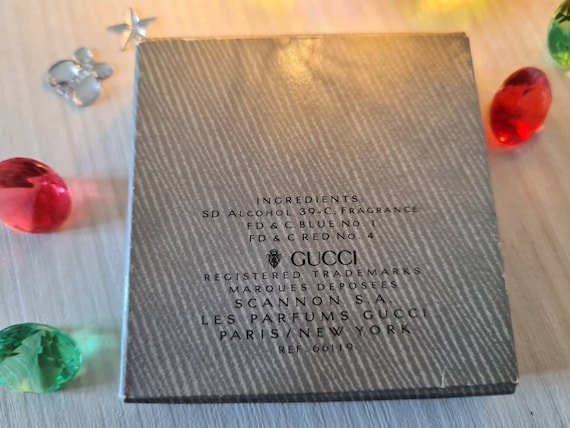 INGREDIENTS:
SD ALCOHOL 39-C, FRAGRANCE
FD & C BLUE No. 1
FD & C RED No. 4
GUCCI
REGISTERED TRADEMARKS
MARQUES DEPOSEES
SCANNON S.A.
LES PARFUMS GUCCI
PARIS/NEW YORK
REF. 66110